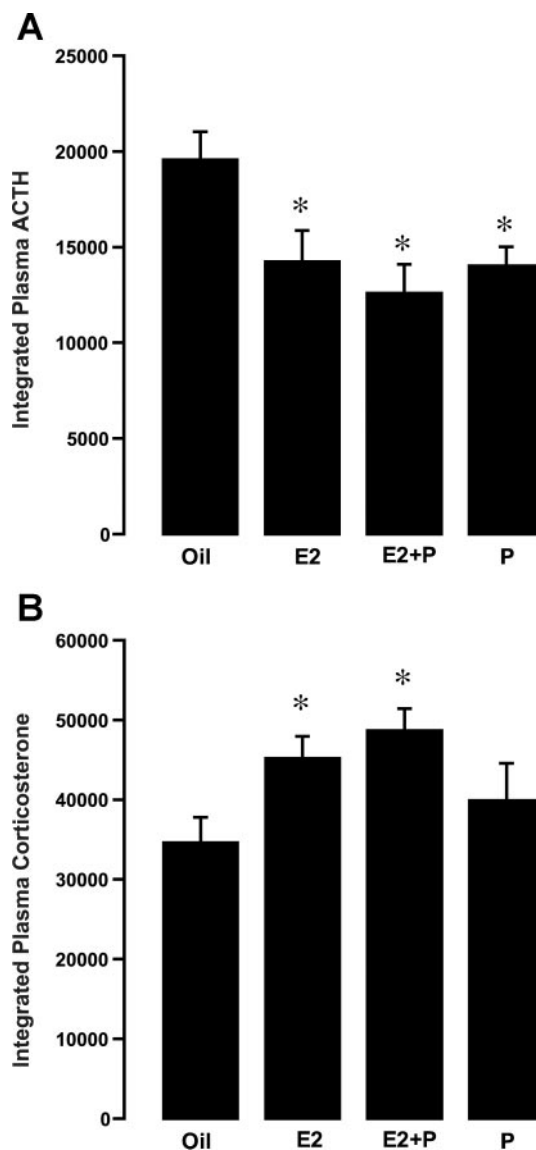 A
Integrated Plasma ACTH
25000
20000
15000
10000
5000
0
*
*
*
Oil
E2
E2+P
P
B
Integrated Plasma Corticosterone
60000
50000
40000
30000
20000
10000
0
*
*
Oil
E2
E2+P
P